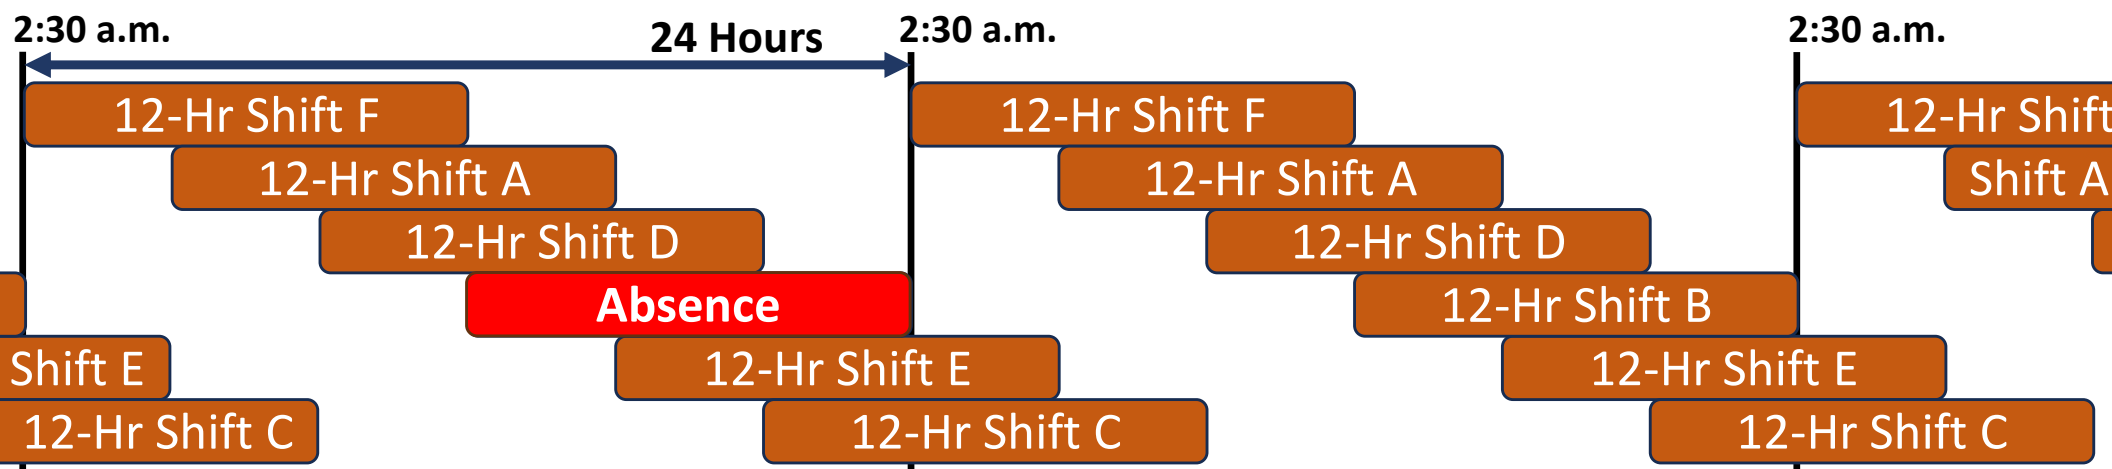 2:30 a.m.
24 Hours
2:30 a.m.
2:30 a.m.
12-Hr Shift F
12-Hr Shift F
12-Hr Shift
12-Hr Shift A
12-Hr Shift A
Shift A
12-Hr Shift D
12-Hr Shift D
Absence
12-Hr Shift B
Shift E
12-Hr Shift E
12-Hr Shift E
12-Hr Shift C
12-Hr Shift C
12-Hr Shift C